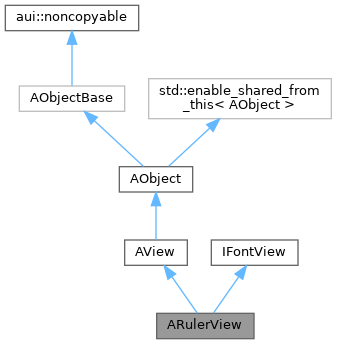 aui::noncopyable
AObjectBase
std::enable_shared_from
_this< AObject >
AObject
AView
IFontView
ARulerView